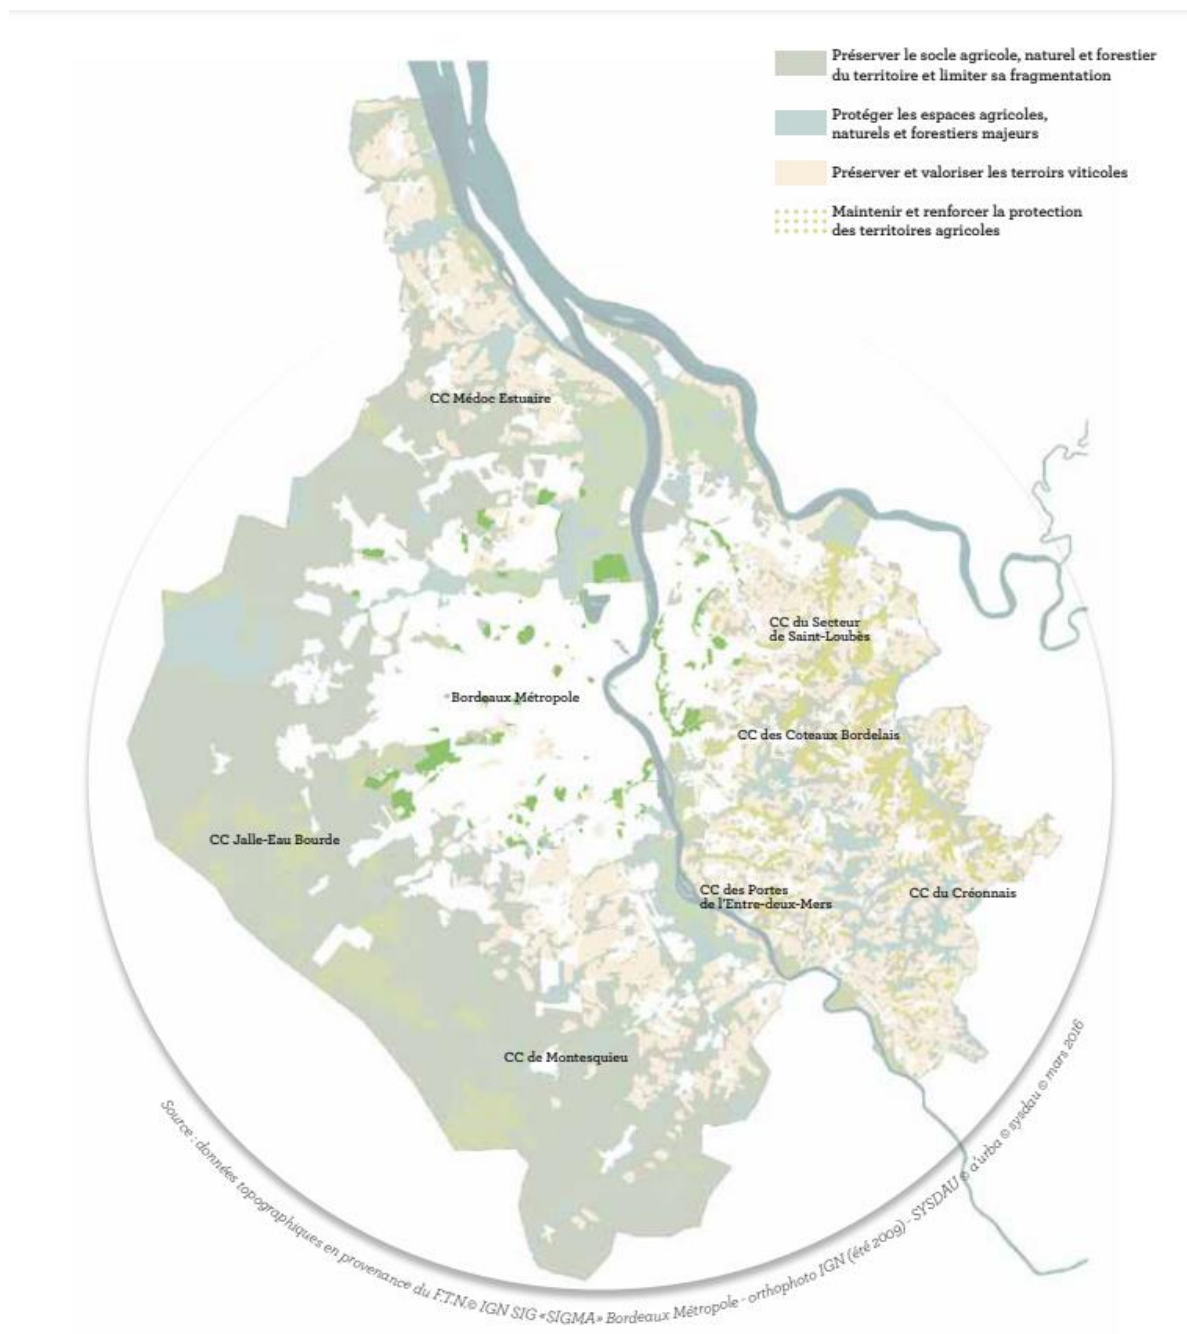 Préserver le socle agricole, naturel et forestier
du territoire et limiter sa fragmentation
Protéger les espaces agricoles,
naturels et forestiers majeurs
Préserver et valoriser les terroirs viticoles
Maintenir et renforcer la protection
des territoires agricoles
CC Médoc Estuaire
CC du Secteur
de Saint-Loubès
Bordeaux Métropole
CC des Coteaux Bordelais
CC Jalle-Eau Bourde
CC des Portes
de l'Entre-deux-Mers
CC du Créonnais
CC de Montesquieu
Source : données topographiques en provenance du F.T.N.© IGN SIG «SIGMA» Bordeaux Métropole - orthophoto IGN (été 2009) - SYSDAU © a'urba © sysdau © mars 2016